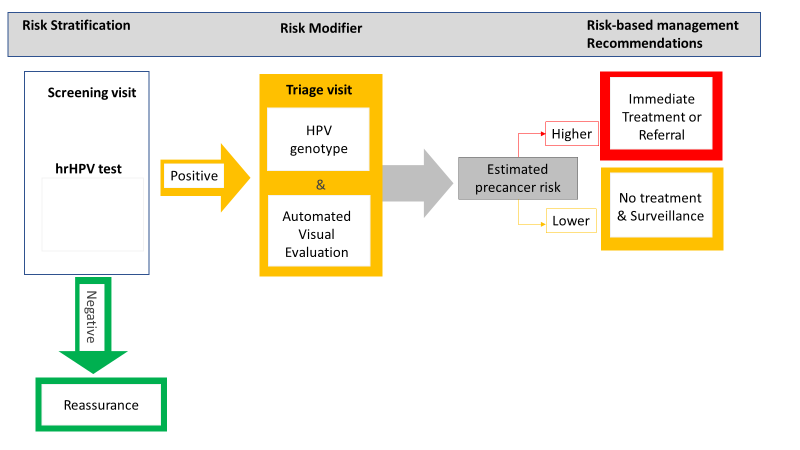 Risk Stratification
Risk Modifier
Risk-based management
Recommendations
Screening visit
hrHPV test
Positive
Triage visit
HPV
genotype
&
Automated
Visual
Evaluation
Estimated
precancer risk
Higher
Immediate
Treatment or
Referral
Lower
No treatment
& Surveillance
Negative
Reassurance